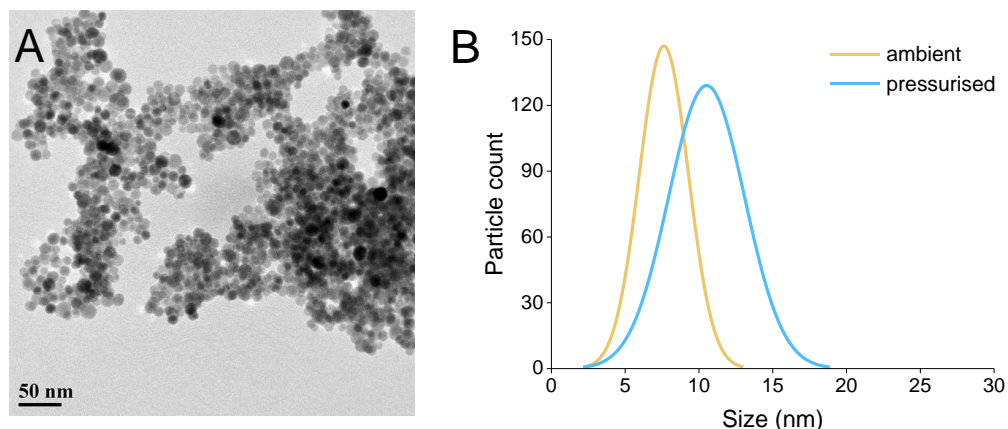 A
50 nm
B
150
120
90
60
30
0
0 5 10 15 20 25 30
Particle count
Size (nm)
ambient
pressurised